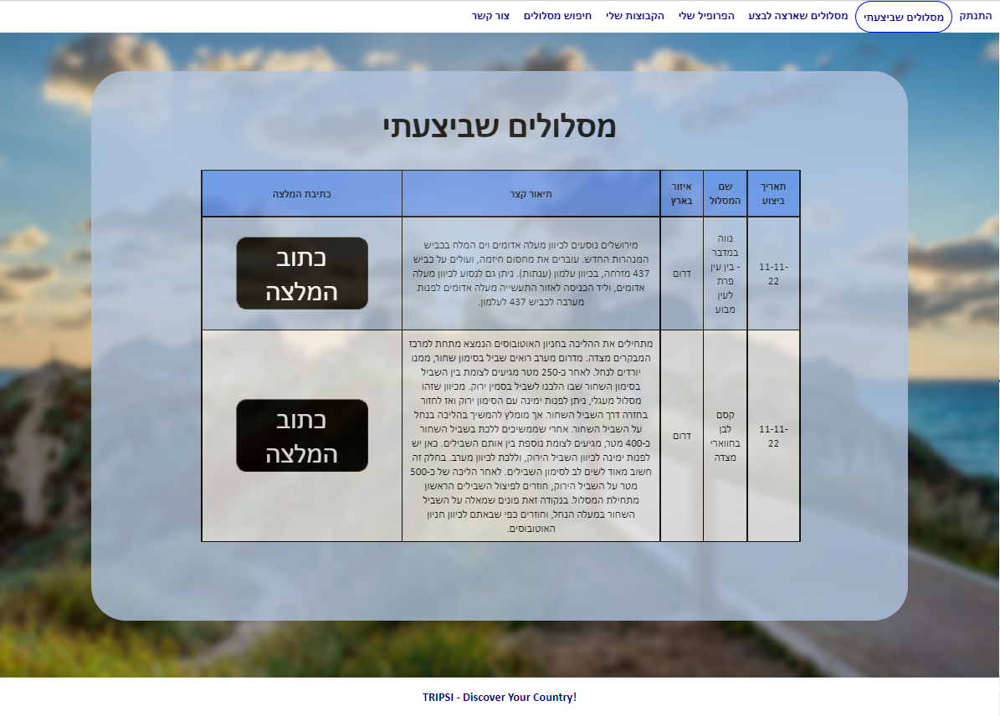 התנתק
מסלולים שביצעתי
מסלולים שארצה לבצע
הפרופיל שלי
הקבוצות שלי
חיפוש מסלולים
צור קשר
מסלולים שביצעתי
תאריך
ביצוע
שם
המסלול
איזור
בארץ
תיאור קצר
כתיבת המלצה
11-11-
22
נווה
במדבר
- בין עין
פרת
לעין
מבוע
דרום
מירושלים נוסעים לכיוון מעלה אדומים וים המלח בכביש
המנהרות החדש. עוברים את מחסום חיזמה, ועולים על כביש
437 מזרחה, בכיוון עלמון (ענתות). ניתן גם לנסוע לכיוון מעלה
אדומים, וליד הכניסה לאזור התעשייה מעלה אדומים לפנות
מערבה לכביש 437 לעלמון.
כתוב
המלצה
11-11-
22
קסם
לבן
בחווארי
מצדה
דרום
מתחילים את ההליכה בחניון האוטובוסים הנמצא מתחת למרכז
המבקרים מצדה. מדרום מערב רואים שביל בסימון שחור, ממנו
יורדים לנחל. לאחר כ-250 מטר מגיעים לצומת בין השביל
בסימון השחור שבו הלכנו לשביל בסמין ירוק. מכיוון שזהו
מסלול מעגלי, ניתן לפנות ימינה עם הסימון ירוק ואז לחזור
בחזרה דרך השביל השחור. אך מומלץ להמשיך בהליכה בנחל
על השביל השחור. אחרי שממשיכים ללכת בשביל השחור
כ-400 מטר, מגיעים לצומת נוספת בין אותם השבילים. כאן יש
לפנות ימינה לכיוון השביל הירוק, וללכת לכיוון מערב. בחלק זה
חשוב מאוד לשים לב לסימון השבילים. לאחר הליכה של כ-500
מטר על השביל הירוק, חוזרים לפיצול השבילים הראשון
מתחילת המסלול. בנקודה זאת פונים שמאלה על השביל
השחור במעלה הנחל, וחוזרים כפי שבאתם לכיוון חניון
האוטובוסים.
כתוב
המלצה
TRIPSI - Discover Your Country!